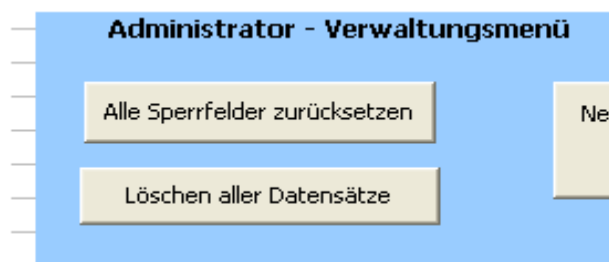 Administrator - Verwaltungsmenü
Alle Sperrfelder zurücksetzen
Löschen aller Datensätze